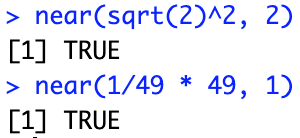 > near(sqrt(2)^2, 2)
[1] TRUE
> near(1/49 * 49, 1)
[1] TRUE